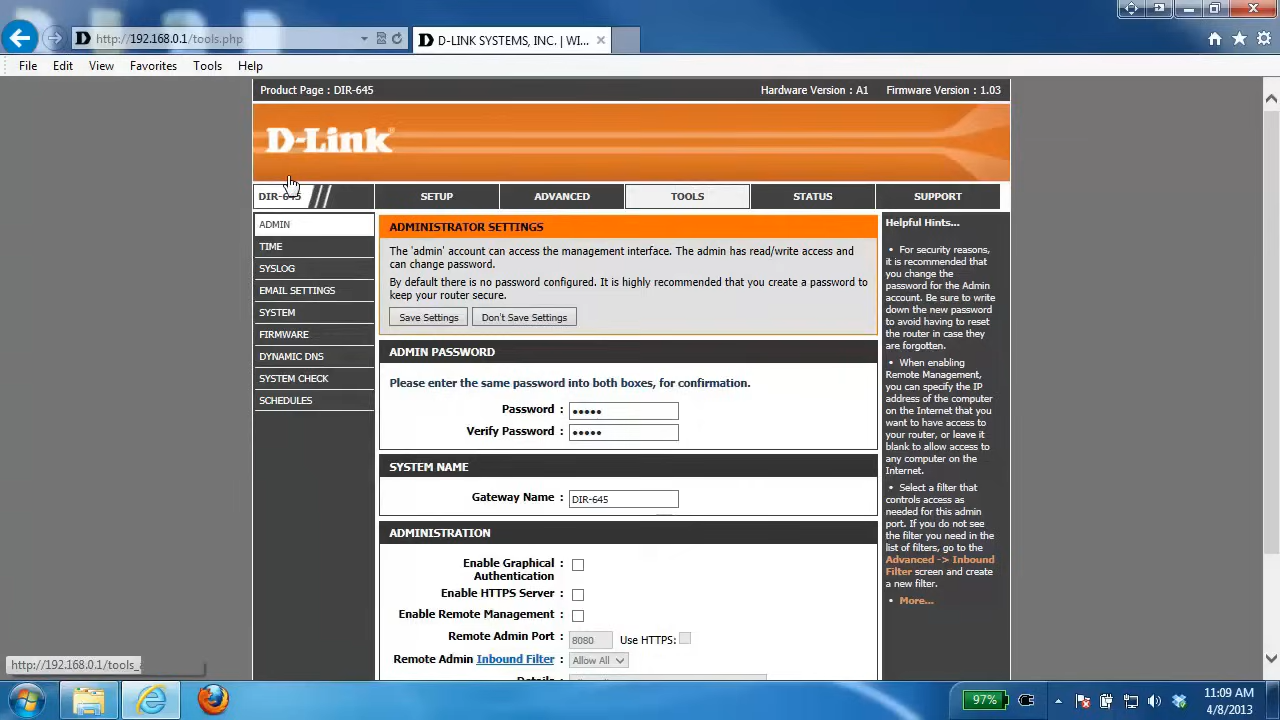 http://192.168.0.1/tools.php
D-LINK SYSTEMS, INC. | WI...
File Edit View Favorites Tools Help
Product Page : DIR-645 Hardware Version : A1 Firmware Version : 1.03
D-Link
DIR-645 SETUP ADVANCED TOOLS STATUS SUPPORT
ADMIN
TIME
SYSLOG
EMAIL SETTINGS
SYSTEM
FIRMWARE
DYNAMIC DNS
SYSTEM CHECK
SCHEDULES
ADMINISTRATOR SETTINGS
The 'admin' account can access the management interface. The admin has read/write access and
can change password.
By default there is no password configured. It is highly recommended that you create a password to
keep your router secure.
Save Settings Don't Save Settings
ADMIN PASSWORD
Please enter the same password into both boxes, for confirmation.
Password : •••••
Verify Password : •••••
SYSTEM NAME
Gateway Name : DIR-645
ADMINISTRATION
Enable Graphical
Authentication :
Enable HTTPS Server :
Enable Remote Management :
Remote Admin Port : 8080 Use HTTPS:
Remote Admin Inbound Filter : Allow All
Details :
Helpful Hints...
• For security reasons,
it is recommended that
you change the
password for the Admin
account. Be sure to write
down the new password
to avoid having to reset
the router in case they
are forgotten.
• When enabling
Remote Management,
you can specify the IP
address of the computer
on the Internet that you
want to have access to
your router, or leave it
blank to allow access to
any computer on the
Internet.
• Select a filter that
controls access as
needed for this admin
port. If you do not see
the filter you need in the
list of filters, go to the
Advanced -> Inbound
Filter screen and create
a new filter.
• More...
http://192.168.0.1/tools_
97%
11:09 AM
4/8/2013